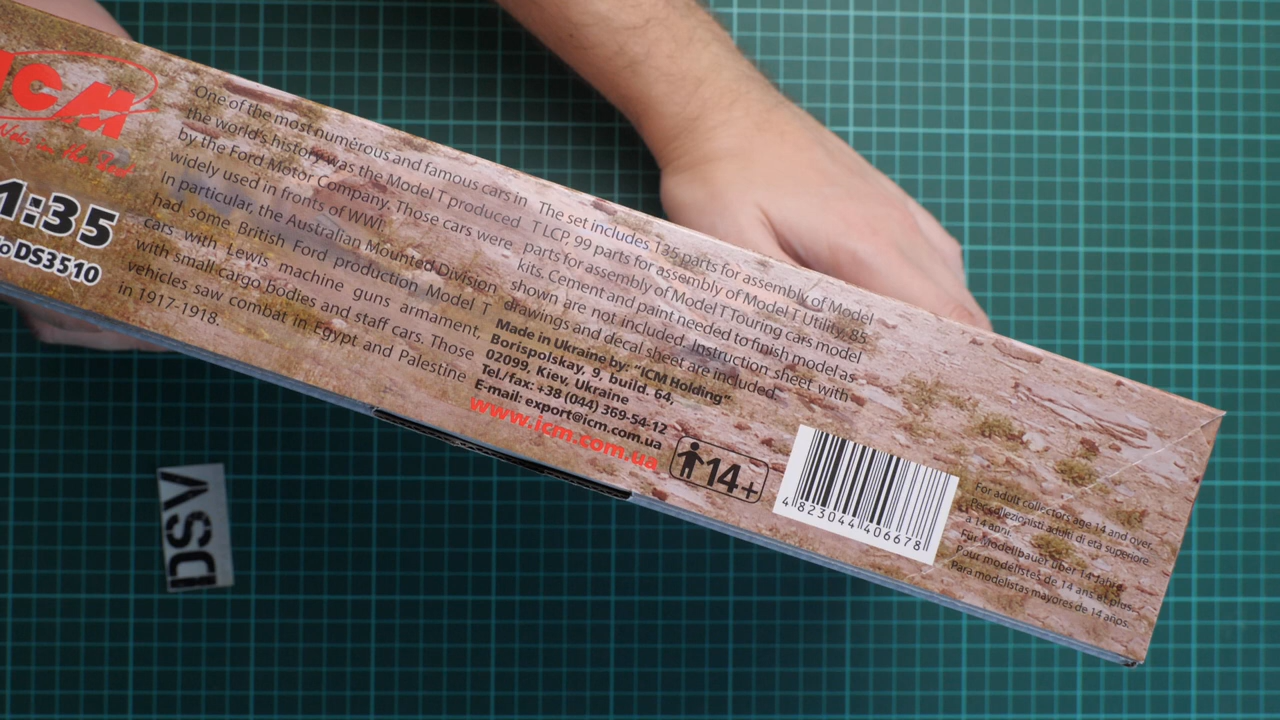 ICM
1:35
No DS3510
One of the most numerous and famous cars in
the world's history was the Model T produced
by the Ford Motor Company. Those cars were
widely used in fronts of WWI.
In particular, the Australian Mounted Division
had some British Ford production Model T
cars with Lewis machine guns armament,
with small cargo bodies and staff cars. Those
vehicles saw combat in Egypt and Palestine
in 1917-1918.
The set includes 135 parts for assembly of Model
T LCP, 99 parts for assembly of Model T Utility, 85
parts for assembly of Model T Touring cars model
kits. Cement and paint needed to finish model as
shown are not included. Instruction sheet with
drawings and decal sheet are included.
Made in Ukraine by: "ICM Holding"
Borispolskay, 9, build. 64,
02099, Kiev, Ukraine
Tel./fax: +38 (044) 369-54-12
E-mail: export@icm.com.ua
www.icm.com.ua
14+
4 823044 406678
For adult collectors age 14 and over.
Per collezionisti adulti di età superiore
a 14 anni.
Für Modellbauer über 14 Jahre.
Pour modélistes de 14 ans et plus.
Para modelistas mayores de 14 años.
DSV